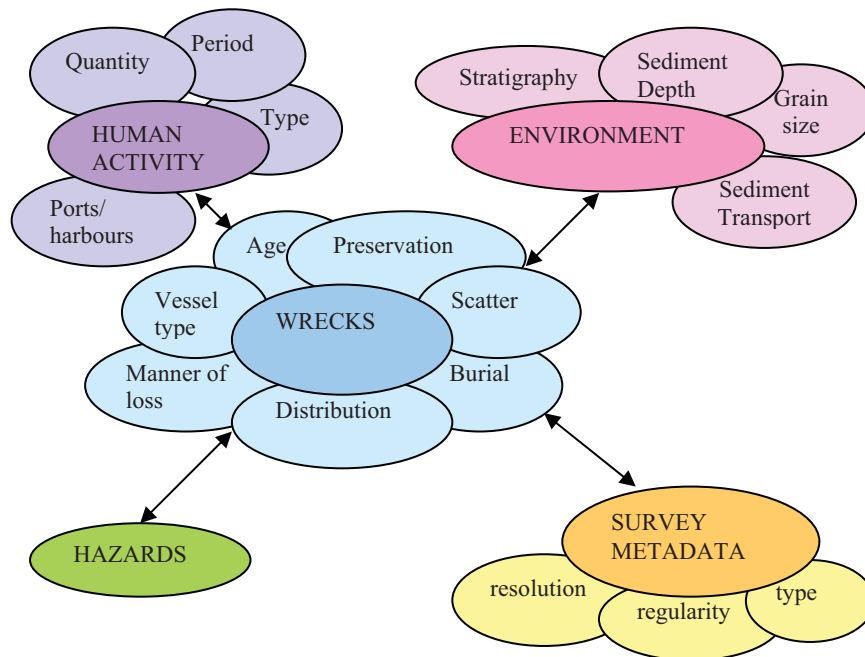 Quantity
Period
Type
HUMAN
ACTIVITY
Ports/
harbours
Stratigraphy
Sediment
Depth
Grain
size
ENVIRONMENT
Sediment
Transport
Age
Preservation
Vessel
type
Scatter
WRECKS
Manner of
loss
Burial
Distribution
HAZARDS
SURVEY
METADATA
resolution
regularity
type